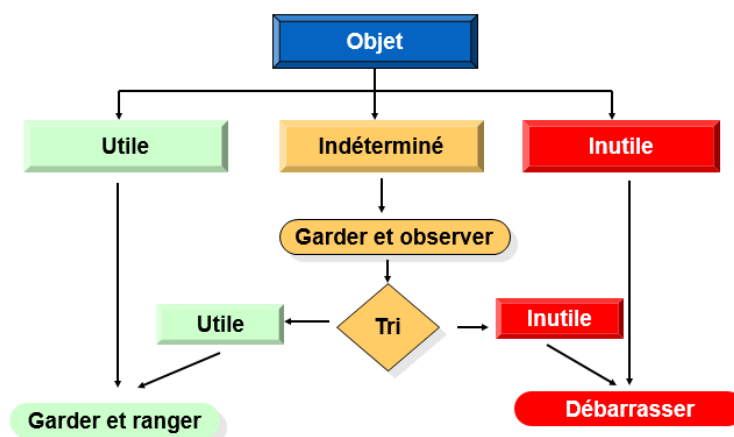 Objet
Utile
Indéterminé
Inutile
Garder et observer
Utile
Tri
Inutile
Garder et ranger
Débarrasser